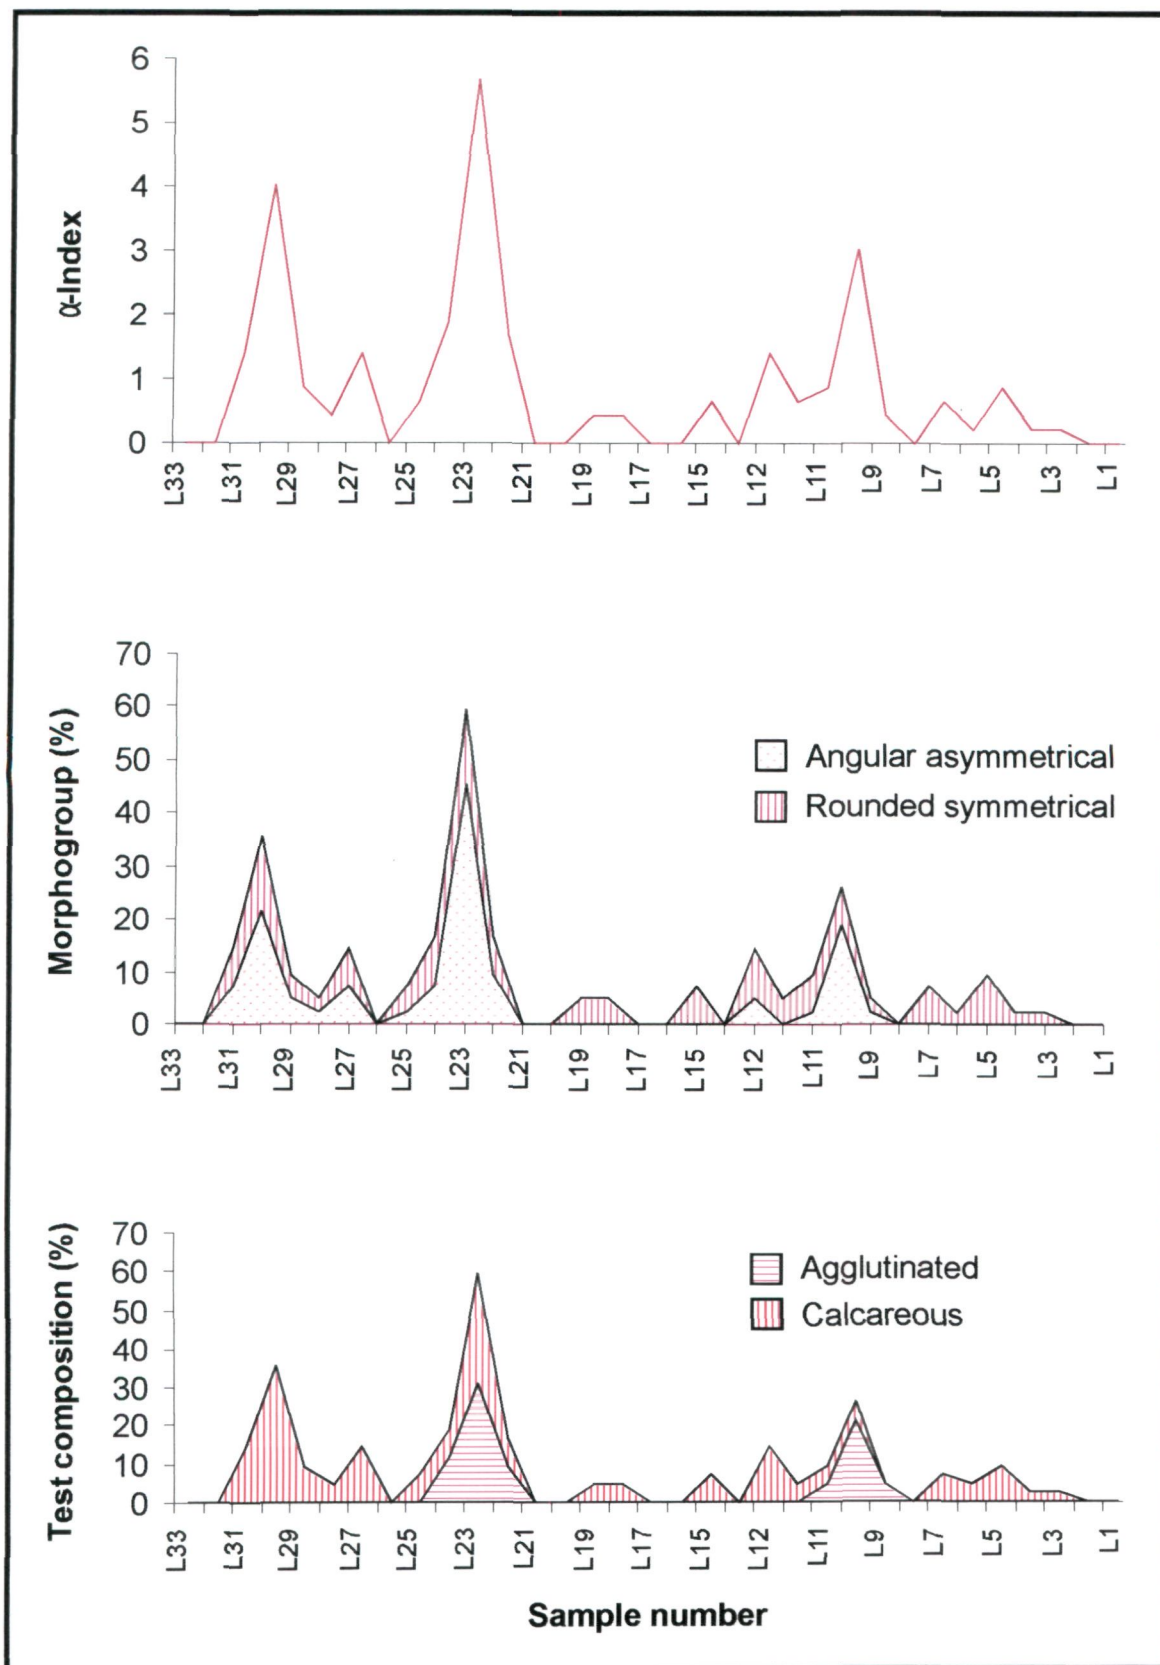 α-Index
6
5
4
3
2
1
0
L33 L31 L29 L27 L25 L23 L21 L19 L17 L15 L12 L11 L9 L7 L5 L3 L1
Morphogroup (%)
70
60
50
40
30
20
10
0
Angular asymmetrical
Rounded symmetrical
L33 L31 L29 L27 L25 L23 L21 L19 L17 L15 L12 L11 L9 L7 L5 L3 L1
Test composition (%)
70
60
50
40
30
20
10
0
Agglutinated
Calcareous
L33 L31 L29 L27 L25 L23 L21 L19 L17 L15 L12 L11 L9 L7 L5 L3 L1
Sample number